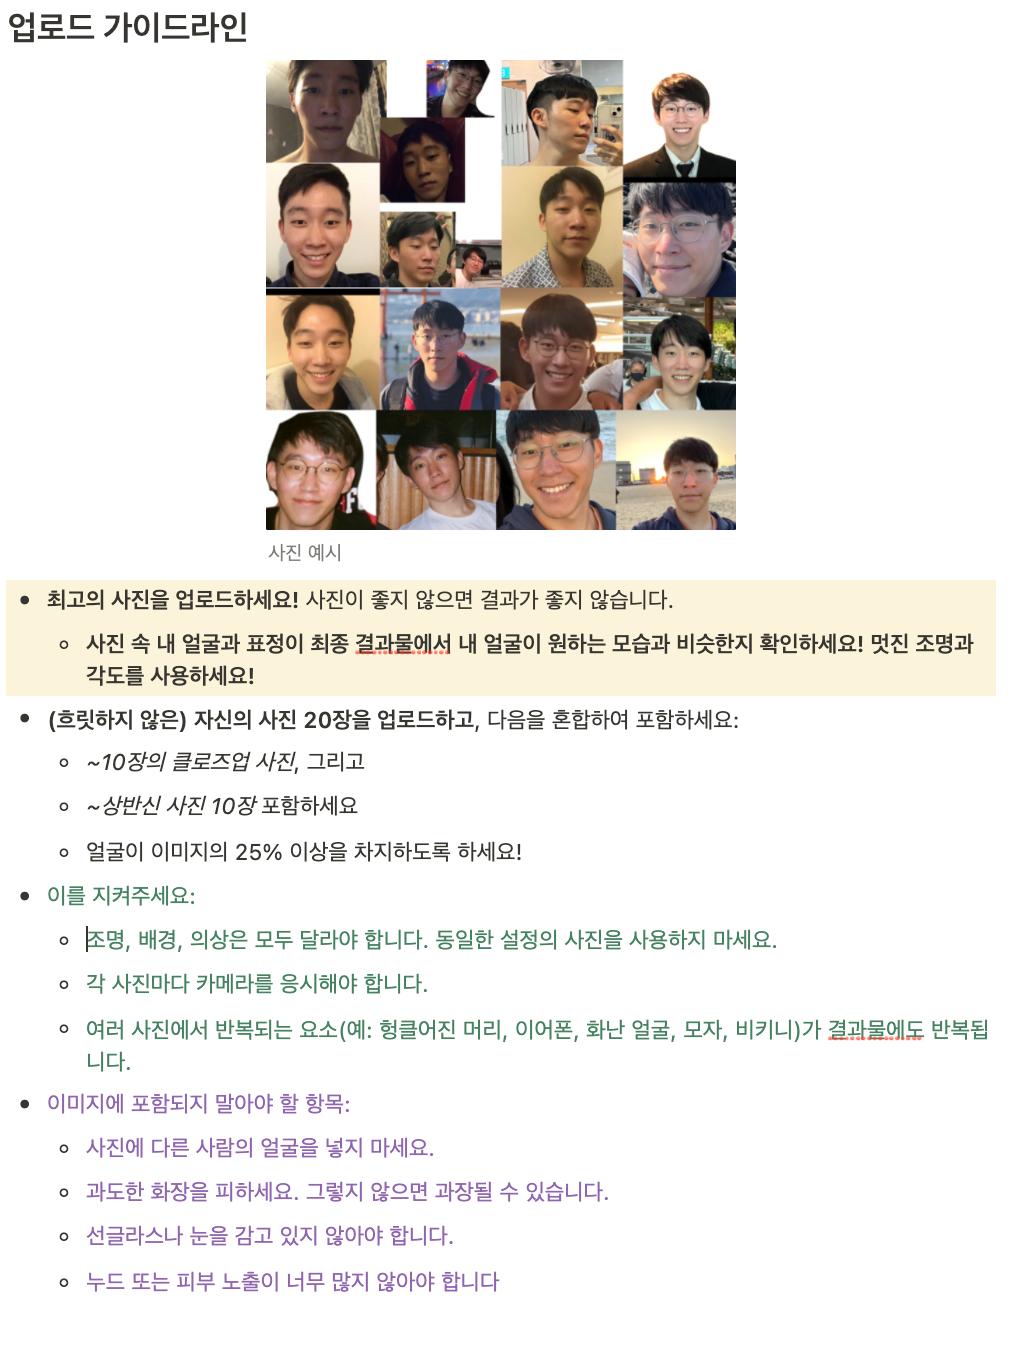 업로드 가이드라인
사진 예시
최고의 사진을 업로드하세요! 사진이 좋지 않으면 결과가 좋지 않습니다.
사진 속 내 얼굴과 표정이 최종 결과물에서 내 얼굴이 원하는 모습과 비슷한지 확인하세요! 멋진 조명과
각도를 사용하세요!
(흐릿하지 않은) 자신의 사진 20장을 업로드하고, 다음을 혼합하여 포함하세요:
~10장의 클로즈업 사진, 그리고
~상반신 사진 10장 포함하세요
얼굴이 이미지의 25% 이상을 차지하도록 하세요!
이를 지켜주세요:
조명, 배경, 의상은 모두 달라야 합니다. 동일한 설정의 사진을 사용하지 마세요.
각 사진마다 카메라를 응시해야 합니다.
여러 사진에서 반복되는 요소(예: 헝클어진 머리, 이어폰, 화난 얼굴, 모자, 비키니)가 결과물에도 반복됩
니다.
이미지에 포함되지 말아야 할 항목:
사진에 다른 사람의 얼굴을 넣지 마세요.
과도한 화장을 피하세요. 그렇지 않으면 과장될 수 있습니다.
선글라스나 눈을 감고 있지 않아야 합니다.
누드 또는 피부 노출이 너무 많지 않아야 합니다